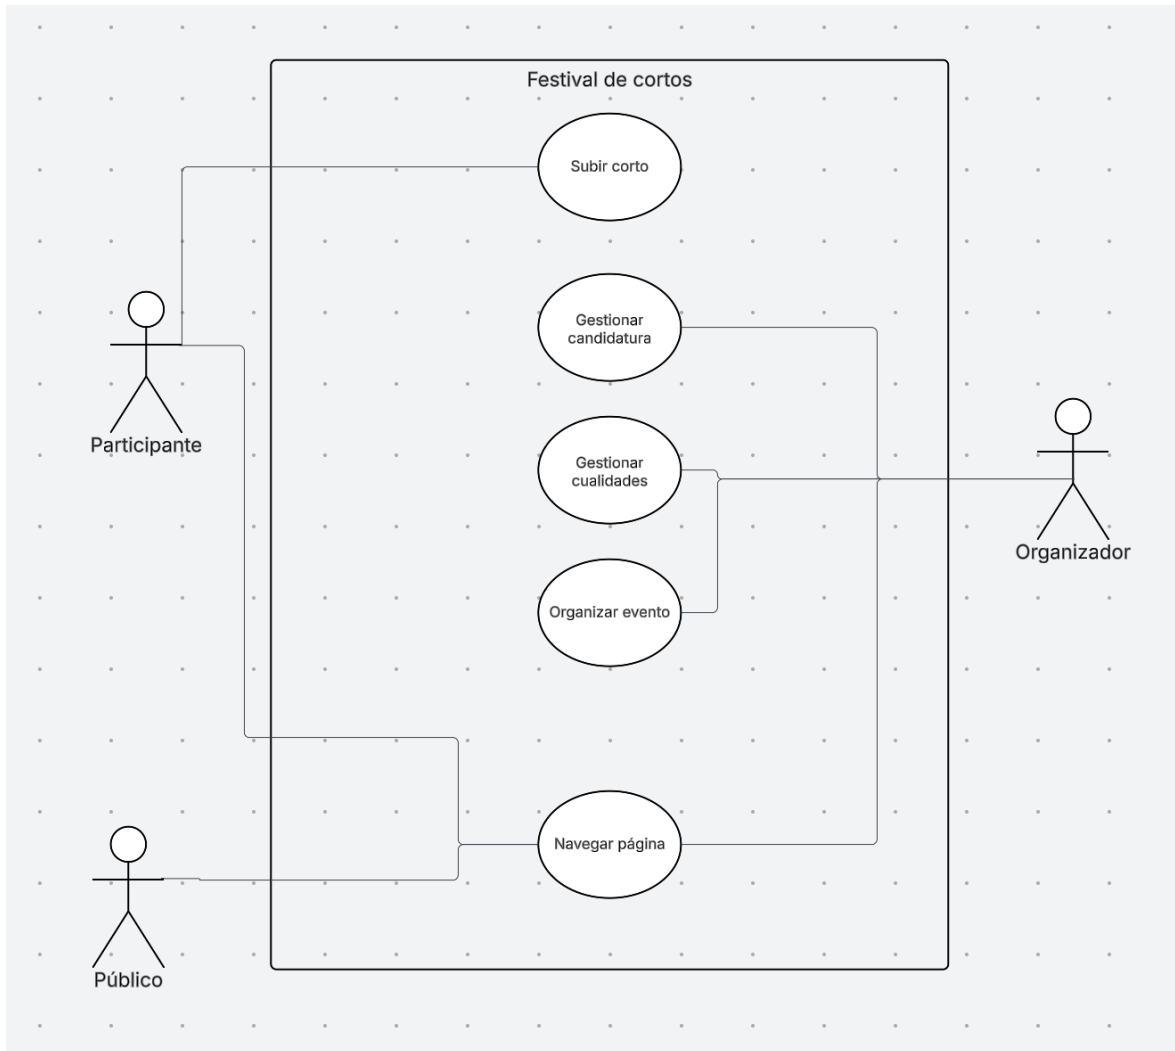 Festival de cortos
Subir corto
Gestionar
candidatura
Participante
Gestionar
cualidades
Organizador
Organizar evento
Navegar página
Público